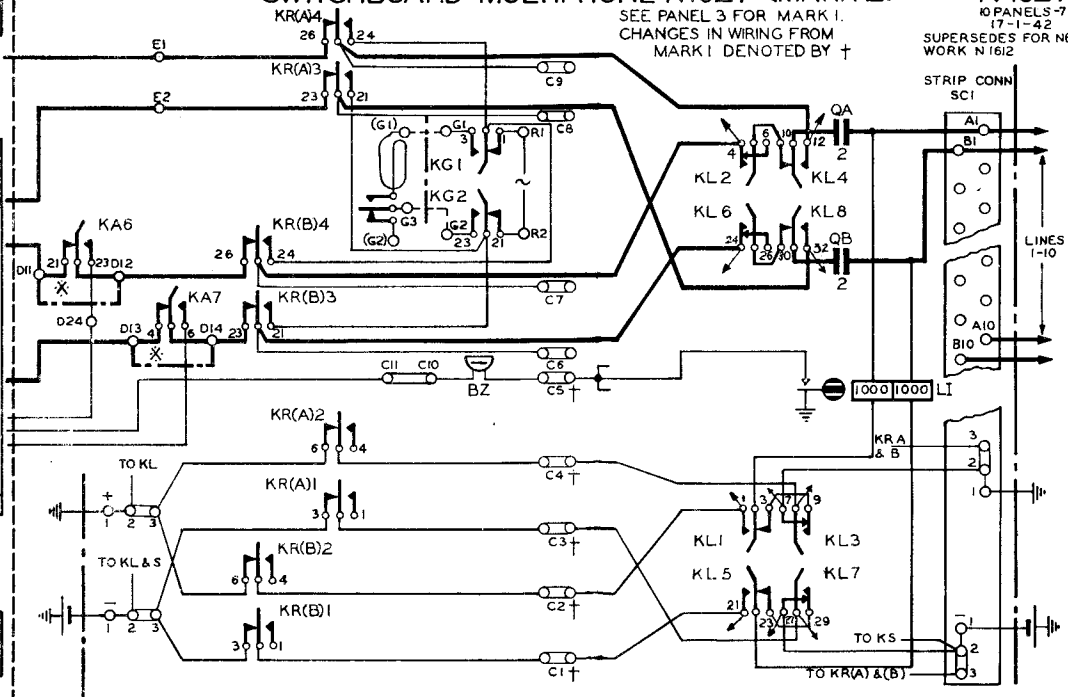 SEE PANEL 3 FOR MARK I.
CHANGES IN WIRING FROM
MARK I DENOTED BY †
10 PANELS-7
17-1-42
SUPERSEDES FOR N6
WORK N 1612
STRIP CONN
SC1
KR(A)4
26 24
E1
C9
KR(A)3
23 21
E2
C8
(G1) G1 3 1 R1
KG1
KG2
G3
(G2) G2 23 21 R2
~
QA
2
4 6 10 12
KL2 KL4
KL6 KL8
24 26 30 32
QB
2
A1
B1
LINES
1-10
A10
B10
KA6
21 23
D11 D12
※
D24
KR(B)4
26 24
C7
KA7
4 6
D13 D14
※
KR(B)3
23 21
C6
C11 C10
BZ
C5 †
1000 1000 LI
KR(A)2
6 4
C4 †
KR A
& B
3
2
1
TO KL
+
1 2 3
KR(A)1
3 1
C3 †
1 3 7 9
KL1 KL3
KL5 KL7
21 23 27 29
KR(B)2
6 4
C2 †
TO KL & S
–
1 2 3
KR(B)1
3 1
C1 †
–
1
2
3
TO KS
TO KR(A) & (B)